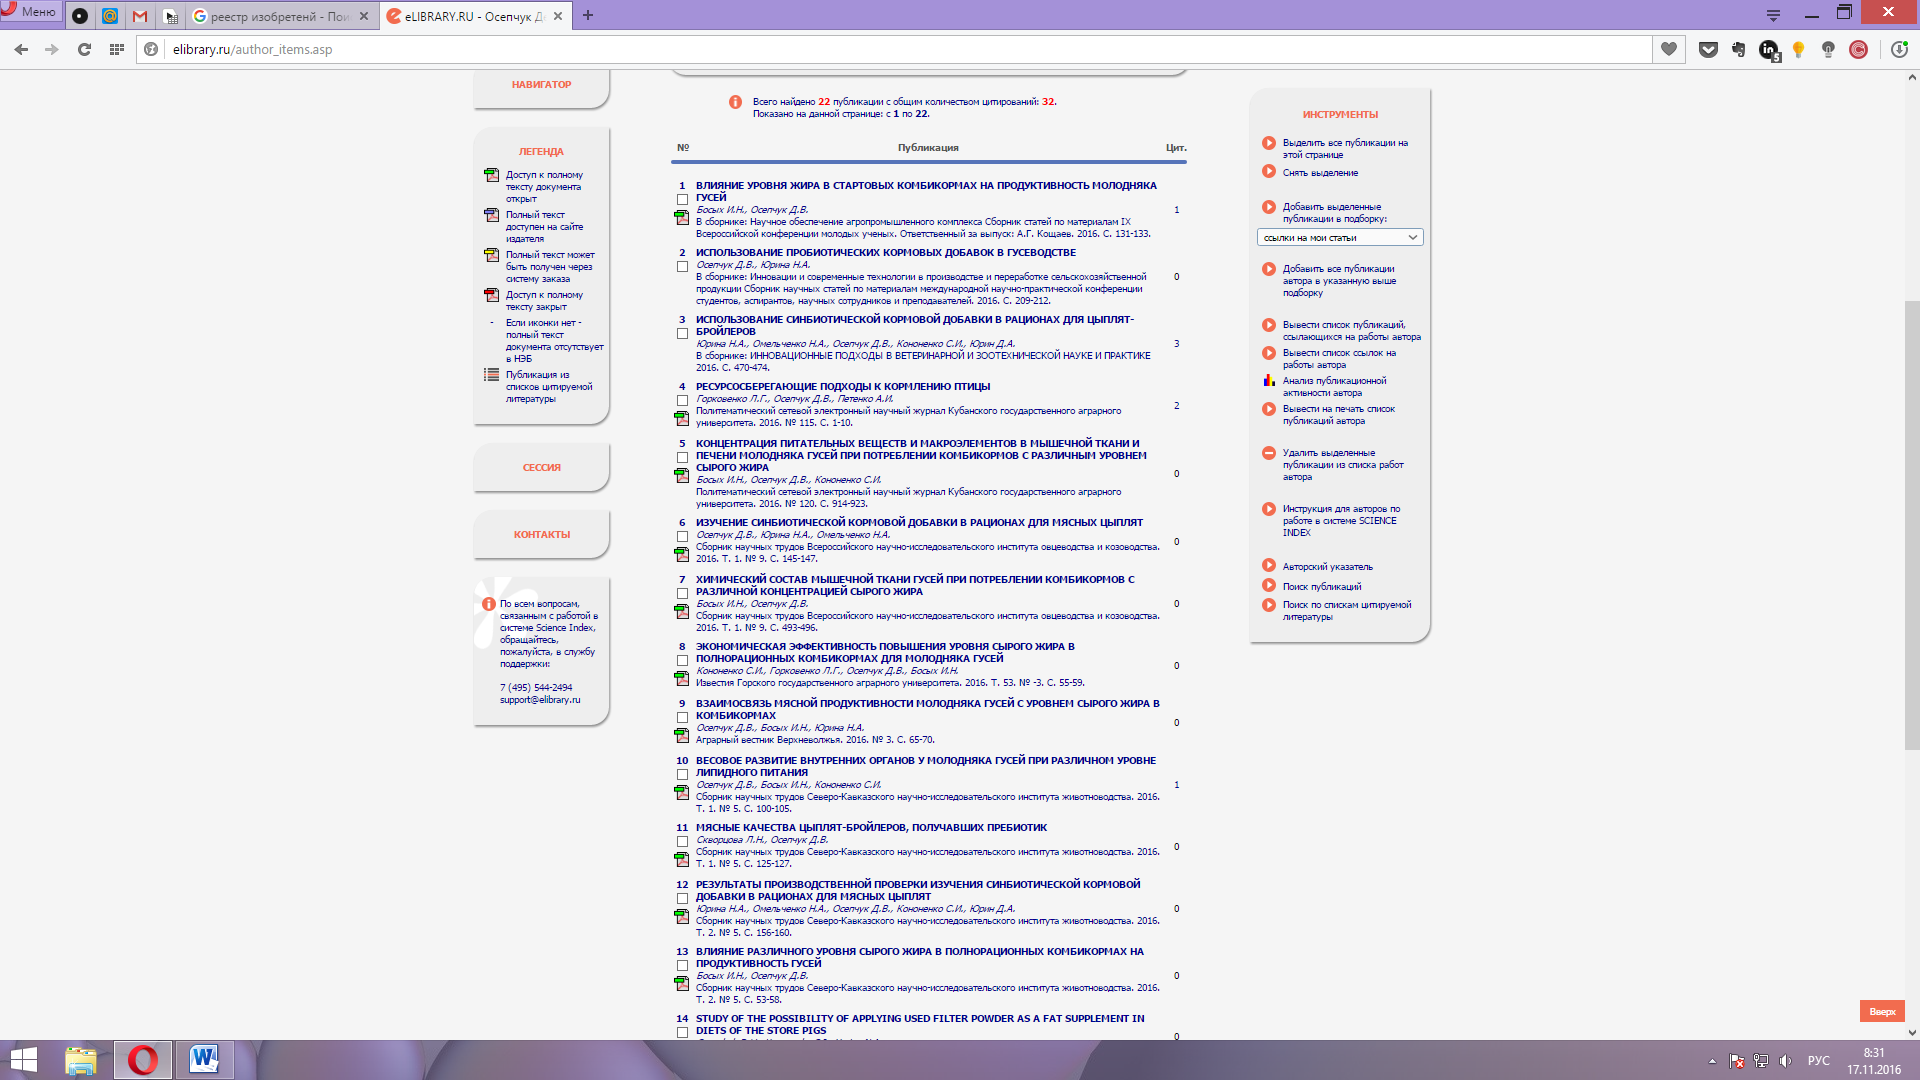 Меню
реестр изобретений - Пои
eLIBRARY.RU - Осепчук Д
elibrary.ru/author_items.asp
НАВИГАТОР
ЛЕГЕНДА
Доступ к полному
тексту документа
открыт
Полный текст
доступен на сайте
издателя
Полный текст может
быть получен через
систему заказа
Доступ к полному
тексту закрыт
- Если иконки нет -
полный текст
документа отсутствует
в НЭБ
Публикация из
списков цитируемой
литературы
СЕССИЯ
КОНТАКТЫ
По всем вопросам,
связанным с работой в
системе Science Index,
обращайтесь,
пожалуйста, в службу
поддержки:
7 (495) 544-2494
support@elibrary.ru
Всего найдено 22 публикации с общим количеством цитирований: 32.
Показано на данной странице: с 1 по 22.
№ Публикация Цит.
1 ВЛИЯНИЕ УРОВНЯ ЖИРА В СТАРТОВЫХ КОМБИКОРМАХ НА ПРОДУКТИВНОСТЬ МОЛОДНЯКА
ГУСЕЙ
Босых И.Н., Осепчук Д.В. 1
В сборнике: Научное обеспечение агропромышленного комплекса Сборник статей по материалам IX
Всероссийской конференции молодых ученых. Ответственный за выпуск: А.Г. Кощаев. 2016. С. 131-133.
2 ИСПОЛЬЗОВАНИЕ ПРОБИОТИЧЕСКИХ КОРМОВЫХ ДОБАВОК В ГУСЕВОДСТВЕ
Осепчук Д.В., Юрина Н.А.
В сборнике: Инновации и современные технологии в производстве и переработке сельскохозяйственной 0
продукции Сборник научных статей по материалам международной научно-практической конференции
студентов, аспирантов, научных сотрудников и преподавателей. 2016. С. 209-212.
3 ИСПОЛЬЗОВАНИЕ СИНБИОТИЧЕСКОЙ КОРМОВОЙ ДОБАВКИ В РАЦИОНАХ ДЛЯ ЦЫПЛЯТ-
БРОЙЛЕРОВ
Юрина Н.А., Омельченко Н.А., Осепчук Д.В., Кононенко С.И., Юрин Д.А. 3
В сборнике: ИННОВАЦИОННЫЕ ПОДХОДЫ В ВЕТЕРИНАРНОЙ И ЗООТЕХНИЧЕСКОЙ НАУКЕ И ПРАКТИКЕ
2016. С. 470-474.
4 РЕСУРСОСБЕРЕГАЮЩИЕ ПОДХОДЫ К КОРМЛЕНИЮ ПТИЦЫ
Горковенко Л.Г., Осепчук Д.В., Петенко А.И. 2
Политематический сетевой электронный научный журнал Кубанского государственного аграрного
университета. 2016. № 115. С. 1-10.
5 КОНЦЕНТРАЦИЯ ПИТАТЕЛЬНЫХ ВЕЩЕСТВ И МАКРОЭЛЕМЕНТОВ В МЫШЕЧНОЙ ТКАНИ И
ПЕЧЕНИ МОЛОДНЯКА ГУСЕЙ ПРИ ПОТРЕБЛЕНИИ КОМБИКОРМОВ С РАЗЛИЧНЫМ УРОВНЕМ
СЫРОГО ЖИРА 0
Босых И.Н., Осепчук Д.В., Кононенко С.И.
Политематический сетевой электронный научный журнал Кубанского государственного аграрного
университета. 2016. № 120. С. 914-923.
6 ИЗУЧЕНИЕ СИНБИОТИЧЕСКОЙ КОРМОВОЙ ДОБАВКИ В РАЦИОНАХ ДЛЯ МЯСНЫХ ЦЫПЛЯТ
Осепчук Д.В., Юрина Н.А., Омельченко Н.А. 0
Сборник научных трудов Всероссийского научно-исследовательского института овцеводства и козоводства.
2016. Т. 1. № 9. С. 145-147.
7 ХИМИЧЕСКИЙ СОСТАВ МЫШЕЧНОЙ ТКАНИ ГУСЕЙ ПРИ ПОТРЕБЛЕНИИ КОМБИКОРМОВ С
РАЗЛИЧНОЙ КОНЦЕНТРАЦИЕЙ СЫРОГО ЖИРА
Босых И.Н., Осепчук Д.В. 0
Сборник научных трудов Всероссийского научно-исследовательского института овцеводства и козоводства.
2016. Т. 1. № 9. С. 493-496.
8 ЭКОНОМИЧЕСКАЯ ЭФФЕКТИВНОСТЬ ПОВЫШЕНИЯ УРОВНЯ СЫРОГО ЖИРА В
ПОЛНОРАЦИОННЫХ КОМБИКОРМАХ ДЛЯ МОЛОДНЯКА ГУСЕЙ
Кононенко С.И., Горковенко Л.Г., Осепчук Д.В., Босых И.Н. 0
Известия Горского государственного аграрного университета. 2016. Т. 53. № -3. С. 55-59.
9 ВЗАИМОСВЯЗЬ МЯСНОЙ ПРОДУКТИВНОСТИ МОЛОДНЯКА ГУСЕЙ С УРОВНЕМ СЫРОГО ЖИРА В
КОМБИКОРМАХ
Осепчук Д.В., Босых И.Н., Юрина Н.А. 0
Аграрный вестник Верхневолжья. 2016. № 3. С. 65-70.
10 ВЕСОВОЕ РАЗВИТИЕ ВНУТРЕННИХ ОРГАНОВ У МОЛОДНЯКА ГУСЕЙ ПРИ РАЗЛИЧНОМ УРОВНЕ
ЛИПИДНОГО ПИТАНИЯ
Осепчук Д.В., Босых И.Н., Кононенко С.И. 1
Сборник научных трудов Северо-Кавказского научно-исследовательского института животноводства. 2016.
Т. 1. № 5. С. 100-105.
11 МЯСНЫЕ КАЧЕСТВА ЦЫПЛЯТ-БРОЙЛЕРОВ, ПОЛУЧАВШИХ ПРЕБИОТИК
Скворцова Л.Н., Осепчук Д.В. 0
Сборник научных трудов Северо-Кавказского научно-исследовательского института животноводства. 2016.
Т. 1. № 5. С. 125-127.
12 РЕЗУЛЬТАТЫ ПРОИЗВОДСТВЕННОЙ ПРОВЕРКИ ИЗУЧЕНИЯ СИНБИОТИЧЕСКОЙ КОРМОВОЙ
ДОБАВКИ В РАЦИОНАХ ДЛЯ МЯСНЫХ ЦЫПЛЯТ
Юрина Н.А., Омельченко Н.А., Осепчук Д.В., Кононенко С.И., Юрин Д.А. 0
Сборник научных трудов Северо-Кавказского научно-исследовательского института животноводства. 2016.
Т. 2. № 5. С. 156-160.
13 ВЛИЯНИЕ РАЗЛИЧНОГО УРОВНЯ СЫРОГО ЖИРА В ПОЛНОРАЦИОННЫХ КОМБИКОРМАХ НА
ПРОДУКТИВНОСТЬ ГУСЕЙ
Босых И.Н., Осепчук Д.В. 0
Сборник научных трудов Северо-Кавказского научно-исследовательского института животноводства. 2016.
Т. 2. № 5. С. 53-58.
14 STUDY OF THE POSSIBILITY OF APPLYING USED FILTER POWDER AS A FAT SUPPLEMENT IN
DIETS OF THE STORE PIGS
0
ИНСТРУМЕНТЫ
Выделить все публикации на
этой странице
Снять выделение
Добавить выделенные
публикации в подборку:
ссылки на мои статьи
Добавить все публикации
автора в указанную выше
подборку
Вывести список публикаций,
ссылающихся на работы автора
Вывести список ссылок на
работы автора
Анализ публикационной
активности автора
Вывести на печать список
публикаций автора
Удалить выделенные
публикации из списка работ
автора
Инструкция для авторов по
работе в системе SCIENCE
INDEX
Авторский указатель
Поиск публикаций
Поиск по спискам цитируемой
литературы
Вверх
РУС
8:31
17.11.2016